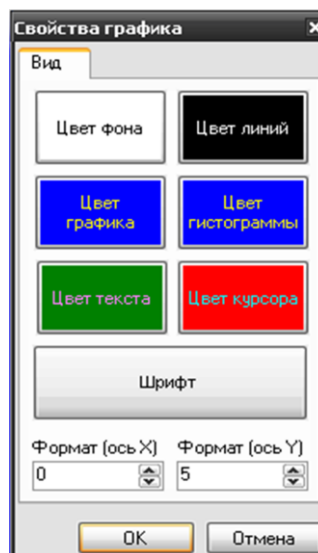 Свойства графика
Вид
Цвет фона
Цвет линий
Цвет
графика
Цвет
гистограммы
Цвет текста
Цвет курсора
Шрифт
Формат (ось X)
Формат (ось Y)
0
5
OK
Отмена